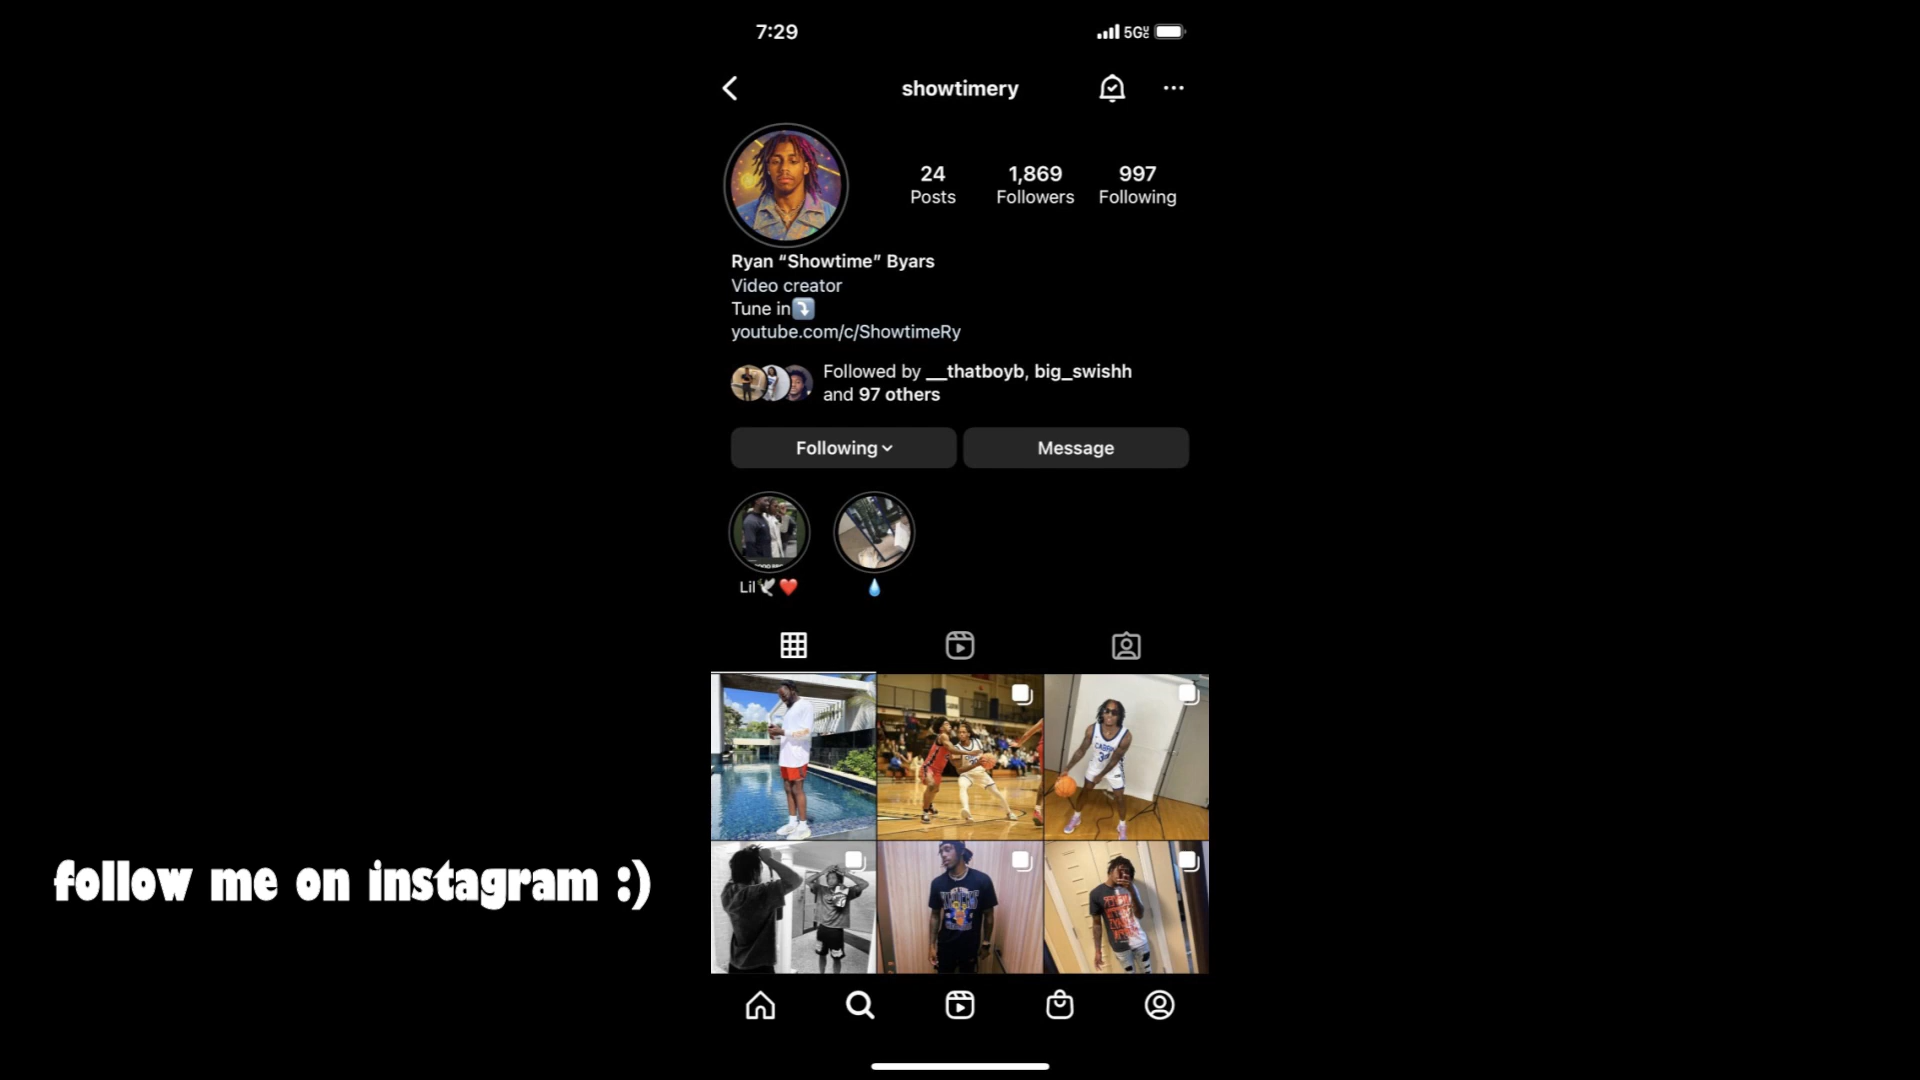 7:29
5G
showtimery
24
Posts
1,869
Followers
997
Following
Ryan “Showtime” Byars
Video creator
Tune in⤵️
youtube.com/c/ShowtimeRy
Followed by __thatboyb, big_swishh
and 97 others
Following
Message
Lil🕊️❤️
💧
follow me on instagram :)